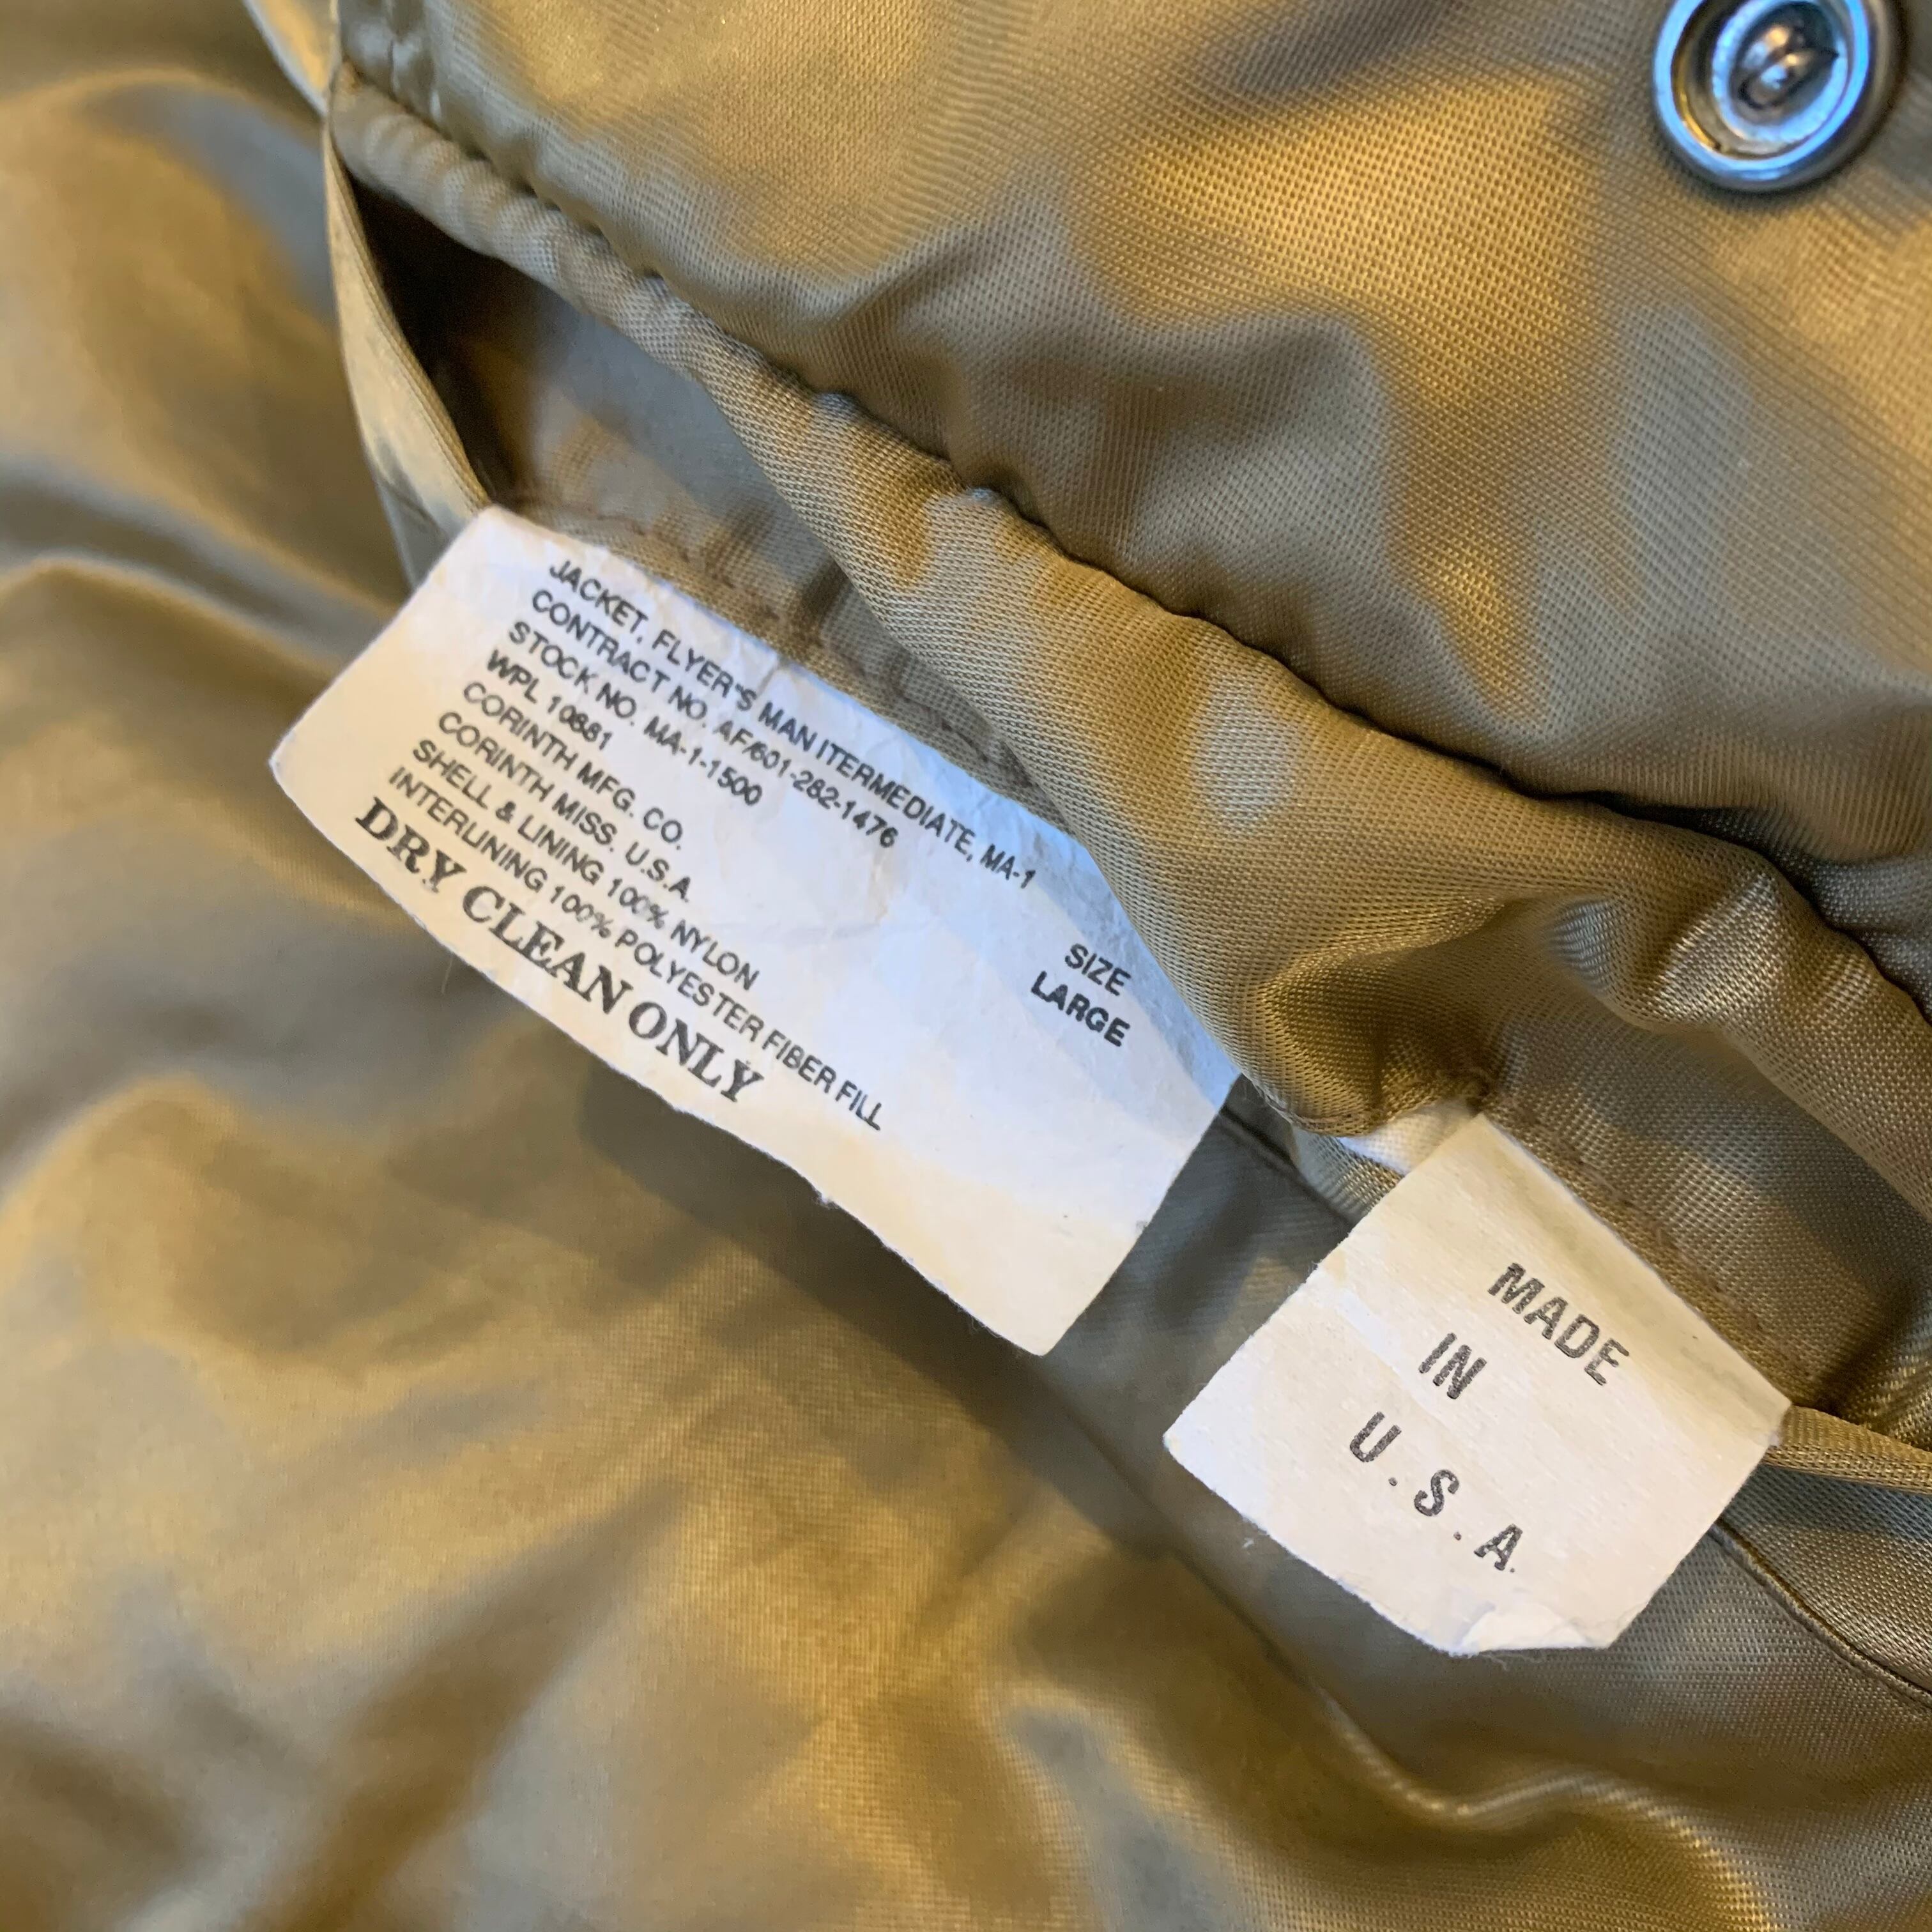 JACKET, FLYER"S MAN ITERMEDIATE, MA-1
CONTRACT NO. AF/601-282-1476
STOCK NO. MA-1-1500
WPL 10661
CORINTH MFG. CO.
CORINTH MISS. U.S.A.
SHELL & LINING 100% NYLON
INTERLINING 100% POLYESTER FIBER FILL
DRY CLEAN ONLY
SIZE
LARGE
MADE
IN
U.S.A.